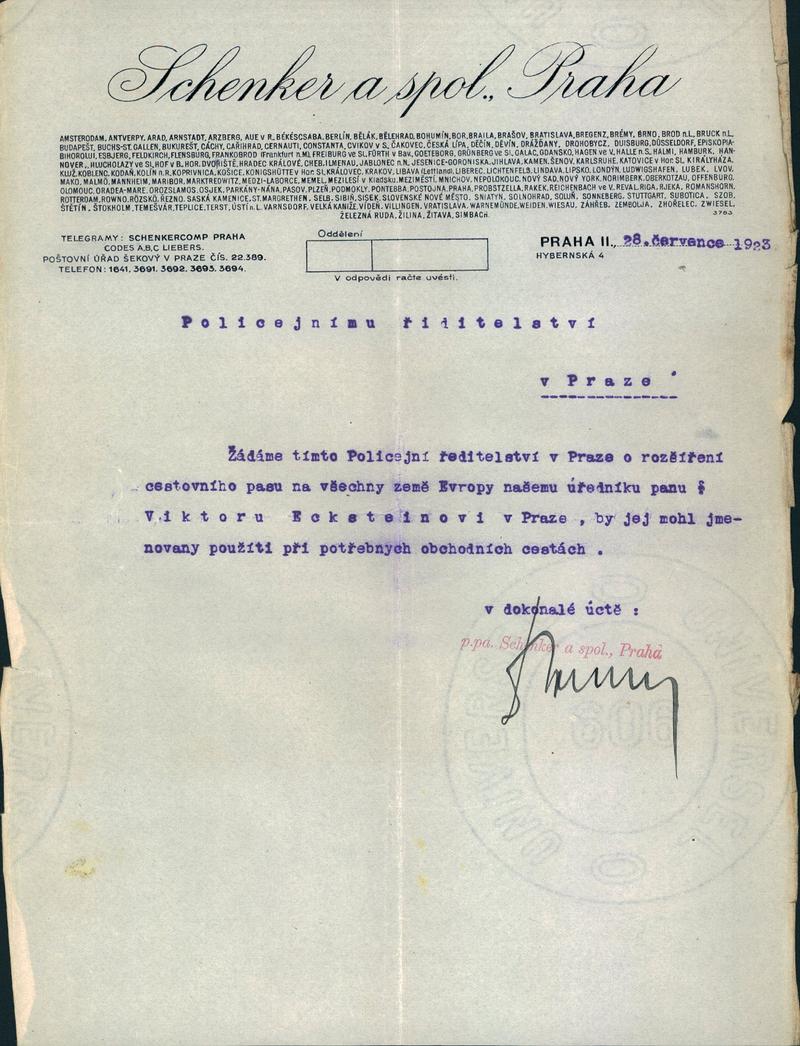 Schenker a spol., Praha
AMSTERDAM, ANTVERPY, ARAD, ARNSTADT, ARZBERG, AUE v R., BÉKÉSCSABA, BERLÍN, BĚLÁK, BĚLEHRAD, BOHUMÍN, BOR, BRAILA, BRAŠOV, BRATISLAVA, BREGENZ, BRÉMY, BRNO, BROD n.L., BRUCK n.L.
BUDAPEŠŤ, BUCHS-ST. GALLEN, BUKUREŠŤ, CÁCHY, CAŘIHRAD, CERNAUTI, CONSTANTA, CVIKOV v S., ČAKOVEC, ČESKÁ LÍPA, DĚČÍN, DĚVÍN, DRÁŽĎANY, DROHOBYCZ, DUISBURG, DÜSSELDORF, EPISKOPIA-
BIHORULUI, ESBJERG, FELDKIRCH, FLENSBURG, FRANKOBROD (Frankfurt n.M.), FREIBURG ve Sl., FÜRTH v Bav., GOETEBORG, GRÜNBERG ve Sl., GALAC, GDANSKO, HAGEN ve V., HALLE n.S., HALMI, HAMBURK, HAN-
NOVER, HLUCHOLAZY ve Sl., HOF v B. HOR. DVOŘIŠTĚ, HRADEC KRÁLOVÉ, CHEB, ILMENAU, JABLONEC n.N. JESENICE-GORONISKA, JIHLAVA, KAMEN. ŠENOV, KARLSRUHE, KATOVICE v Hor. Sl. KIRÁLYHÁZA,
KLUŽ, KOBLENC, KODAŇ, KOLÍN n.R., KOPRIVNICA, KOŠICE, KONIGSHÜTTE v Hor. Sl. KRÁLOVEC, KRAKOV, LIBAVA (Lettland), LIBEREC, LICHTENFELS, LINDAVA, LIPSKO, LONDÝN, LUDWIGSHAFEN, LUBEK, LVOV,
MAKO, MALMÖ, MANNHEIM, MARIBOR, MARKTREDWITZ, MEDZI-LABORCE, MEMEL, MEZILESÍ v Kladsku, MEZIMĚSTÍ, MNICHOV, NEPOLOKOUC, NOVÝ SAD, NOVÝ YORK, NORIMBERK, OBERKOTZAU, OFFENBURG,
OLOMOUC, ORADEA-MARE, OROZSLAMOS, OSJEK, PARKÁNY-NÁNA, PASOV, PLZEŇ, PODMOKLY, PONTEBBA, POSTOJNA, PRAHA, PROBSTZELLA, RAKEK, REICHENBACH ve V. REVAL, RIGA, RJEKA, ROMANSHORN,
ROTTERDAM, ROWNO, RÖZSKO, ŘEZNO, SASKÁ KAMENICE, ST. MARGRETHEN, SELB, SIBIŇ, SISEK, SLOVENSKÉ NOVÉ MĚSTO, SNIATYN, SOLNOHRAD, SOLUŇ, SONNEBERG, STUTTGART, SUBOTICA, SZOB,
ŠTĚTÍN, ŠTOKHOLM, TEMEŠVÁR, TEPLICE, TERST, ÚSTÍ n. L. VARNSDORF, VELKÁ KANIŽE, VÍDEŇ, VILLINGEN, VRATISLAVA, WARNEMÜNDE, WEIDEN, WIESAU, ZÁHŘEB, ZEMBOLJA, ZHOŘELEC, ZWIESEL,
ŽELEZNÁ RUDA, ŽILINA, ŽITAVA, SIMBACH.
3763
TELEGRAMY: SCHENKERCOMP PRAHA
CODES A,B,C LIEBERS.
POŠTOVNÍ ÚŘAD ŠEKOVÝ V PRAZE ČÍS. 22.389.
TELEFON: 1641, 3691, 3692, 3693, 3694.
Oddělení
V odpovědi račte uvésti.
PRAHA II., 28. července 1923
HYBERNSKÁ 4
Policejnímu řiditelství
v Praze
Žádáme tímto Policejní ředitelství v Praze o rozšíření
cestovního pasu na všechny země Evropy našemu úředníku panu
Viktoru Ecksteinovi v Praze , by jej mohl jme-
novany použíti při potřebnych obchodních cestách .
v dokonalé úctě :
p.pa. Schenker a spol., Praha